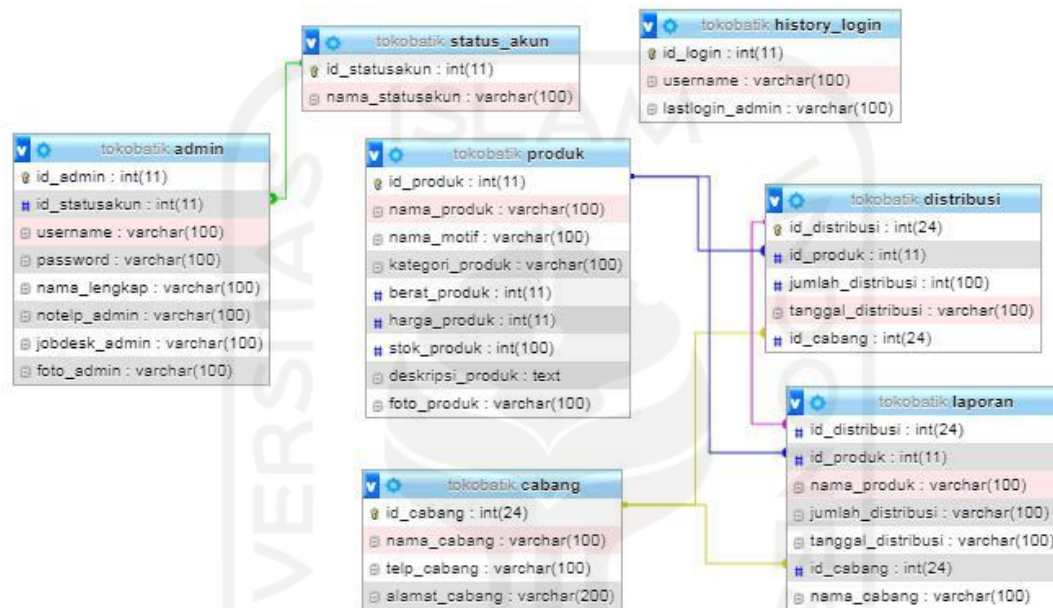 tokobatik status_akun
id_statusakun : int(11)
nama_statusakun : varchar(100)
tokobatik history_login
id_login : int(11)
username : varchar(100)
lastlogin_admin : varchar(100)
tokobatik admin
id_admin : int(11)
id_statusakun : int(11)
username : varchar(100)
password : varchar(100)
nama_lengkap : varchar(100)
notelp_admin : varchar(100)
jobdesk_admin : varchar(100)
foto_admin : varchar(100)
tokobatik produk
id_produk : int(11)
nama_produk : varchar(100)
nama_motif : varchar(100)
kategori_produk : varchar(100)
berat_produk : int(11)
harga_produk : int(11)
stok_produk : int(100)
deskripsi_produk : text
foto_produk : varchar(100)
tokobatik distribusi
id_distribusi : int(24)
id_produk : int(11)
jumlah_distribusi : int(100)
tanggal_distribusi : varchar(100)
id_cabang : int(24)
tokobatik laporan
id_distribusi : int(24)
id_produk : int(11)
nama_produk : varchar(100)
jumlah_distribusi : varchar(100)
tanggal_distribusi : varchar(100)
id_cabang : int(24)
nama_cabang : varchar(100)
tokobatik cabang
id_cabang : int(24)
nama_cabang : varchar(100)
telp_cabang : varchar(100)
alamat_cabang : varchar(200)
VERSITAS
ISLAM